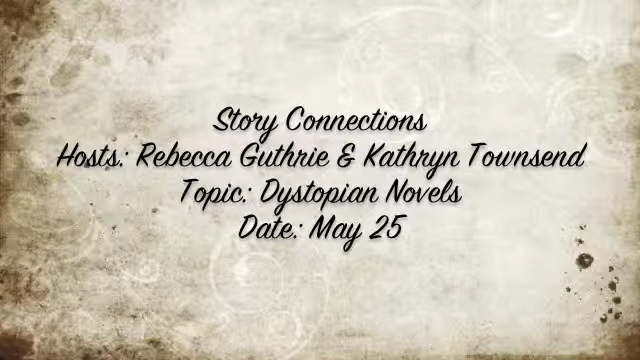 Story Connections
Hosts: Rebecca Guthrie & Kathryn Townsend
Topic: Dystopian Novels
Date: May 25